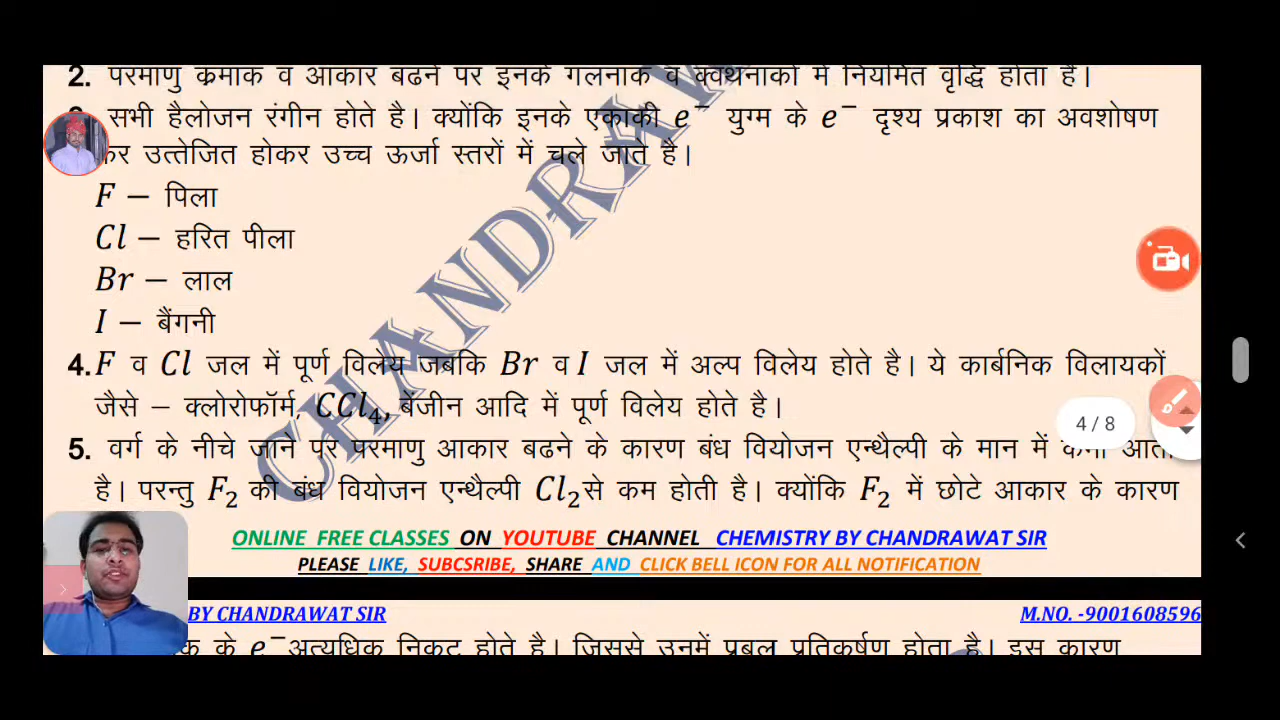 2. परमाणु क्रमांक व आकार बढने पर इनके गलनांक व क्वथनांको में नियमित वृद्धि होता है।
सभी हैलोजन रंगीन होते है। क्योंकि इनके एकाकी e⁻ युग्म के e⁻ दृश्य प्रकाश का अवशोषण
कर उत्तेजित होकर उच्च ऊर्जा स्तरों में चले जाते है।
F – पिला
Cl – हरित पीला
Br – लाल
I – बैंगनी
4. F व Cl जल में पूर्ण विलेय जबकि Br व I जल में अल्प विलेय होते है। ये कार्बनिक विलायकों
जैसे – क्लोरोफॉर्म, CCl₄, बेंजीन आदि में पूर्ण विलेय होते है।
4 / 8
5. वर्ग के नीचे जाने पर परमाणु आकार बढने के कारण बंध वियोजन एन्थैल्पी के मान में कमी आती
है। परन्तु F₂ की बंध वियोजन एन्थैल्पी Cl₂ से कम होती है। क्योंकि F₂ में छोटे आकार के कारण
CHANDRAW
ONLINE FREE CLASSES ON YOUTUBE CHANNEL CHEMISTRY BY CHANDRAWAT SIR
PLEASE LIKE, SUBCSRIBE, SHARE AND CLICK BELL ICON FOR ALL NOTIFICATION
BY CHANDRAWAT SIR M.NO. -9001608596
के e⁻ अत्यधिक निकट होते है। जिससे उनमें प्रबल प्रतिकर्षण होता है। इस कारण